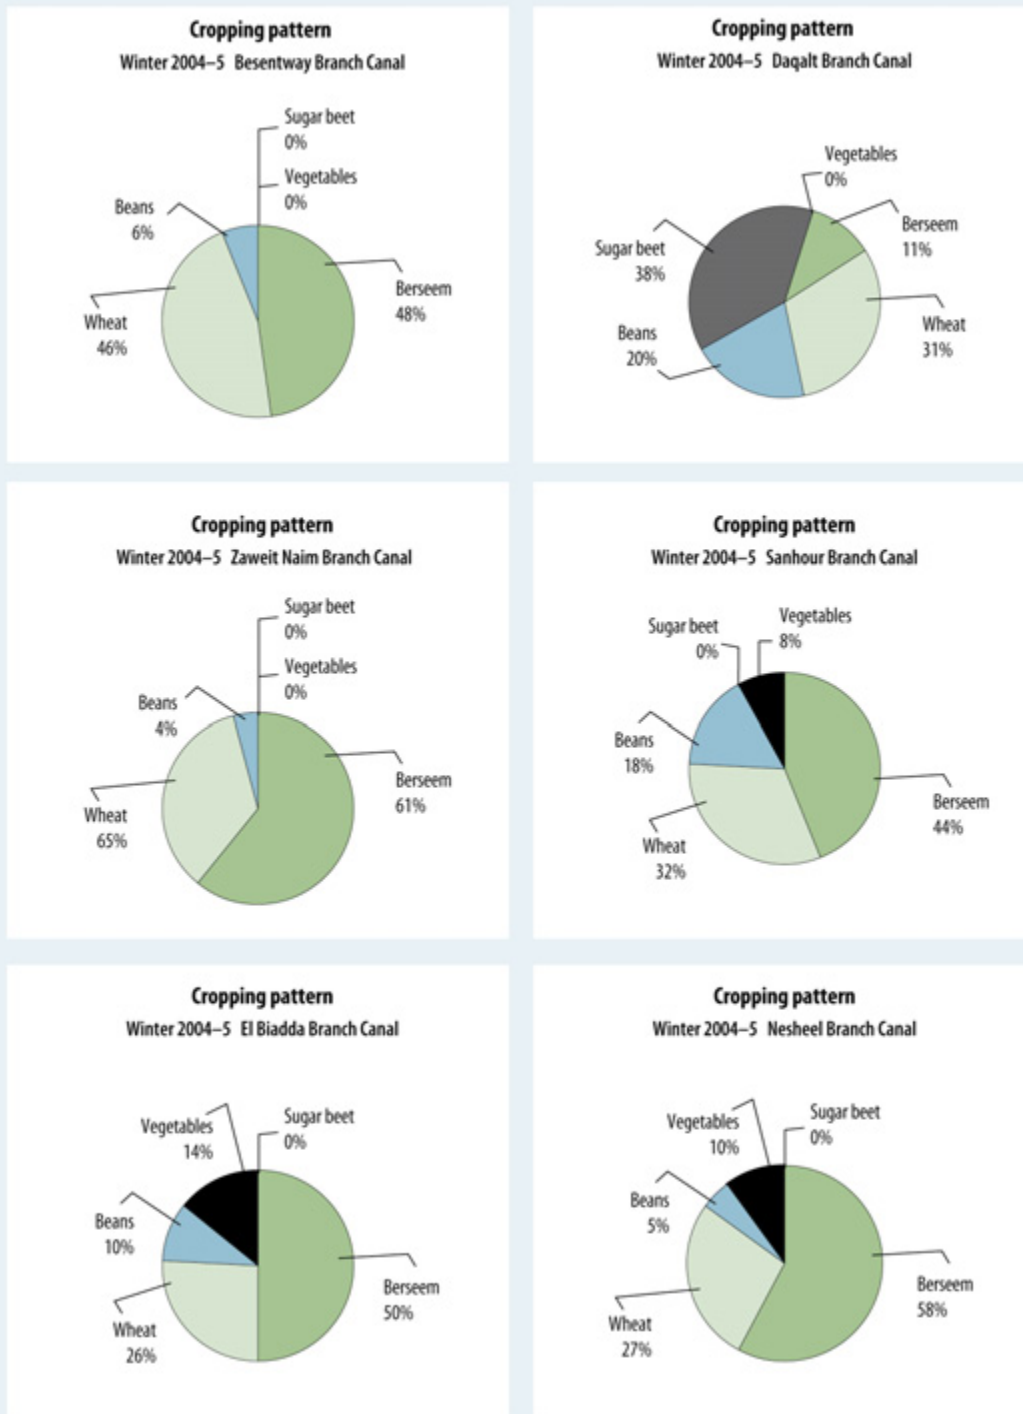 Cropping pattern
Winter 2004–5 Besentway Branch Canal
Sugar beet
0%
Vegetables
0%
Beans
6%
Berseem
48%
Wheat
46%
Cropping pattern
Winter 2004–5 Daqalt Branch Canal
Vegetables
0%
Berseem
11%
Sugar beet
38%
Wheat
31%
Beans
20%
Cropping pattern
Winter 2004–5 Zaweit Naim Branch Canal
Sugar beet
0%
Vegetables
0%
Beans
4%
Berseem
61%
Wheat
65%
Cropping pattern
Winter 2004–5 Sanhour Branch Canal
Vegetables
8%
Sugar beet
0%
Beans
18%
Berseem
44%
Wheat
32%
Cropping pattern
Winter 2004–5 El Biadda Branch Canal
Sugar beet
0%
Vegetables
14%
Beans
10%
Berseem
50%
Wheat
26%
Cropping pattern
Winter 2004–5 Nesheel Branch Canal
Sugar beet
0%
Vegetables
10%
Beans
5%
Berseem
58%
Wheat
27%